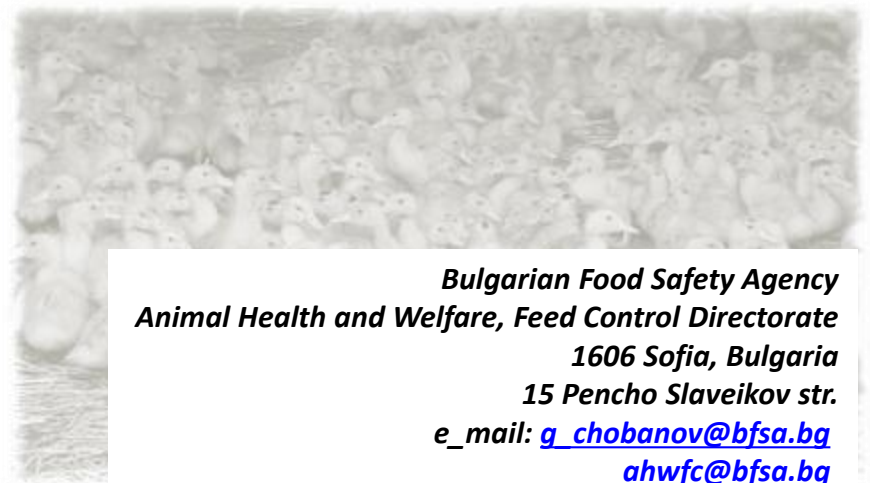 Bulgarian Food Safety Agency
Animal Health and Welfare, Feed Control Directorate
1606 Sofia, Bulgaria
15 Pencho Slaveikov str.
e_mail: g_chobanov@bfsa.bg
ahwfc@bfsa.bg